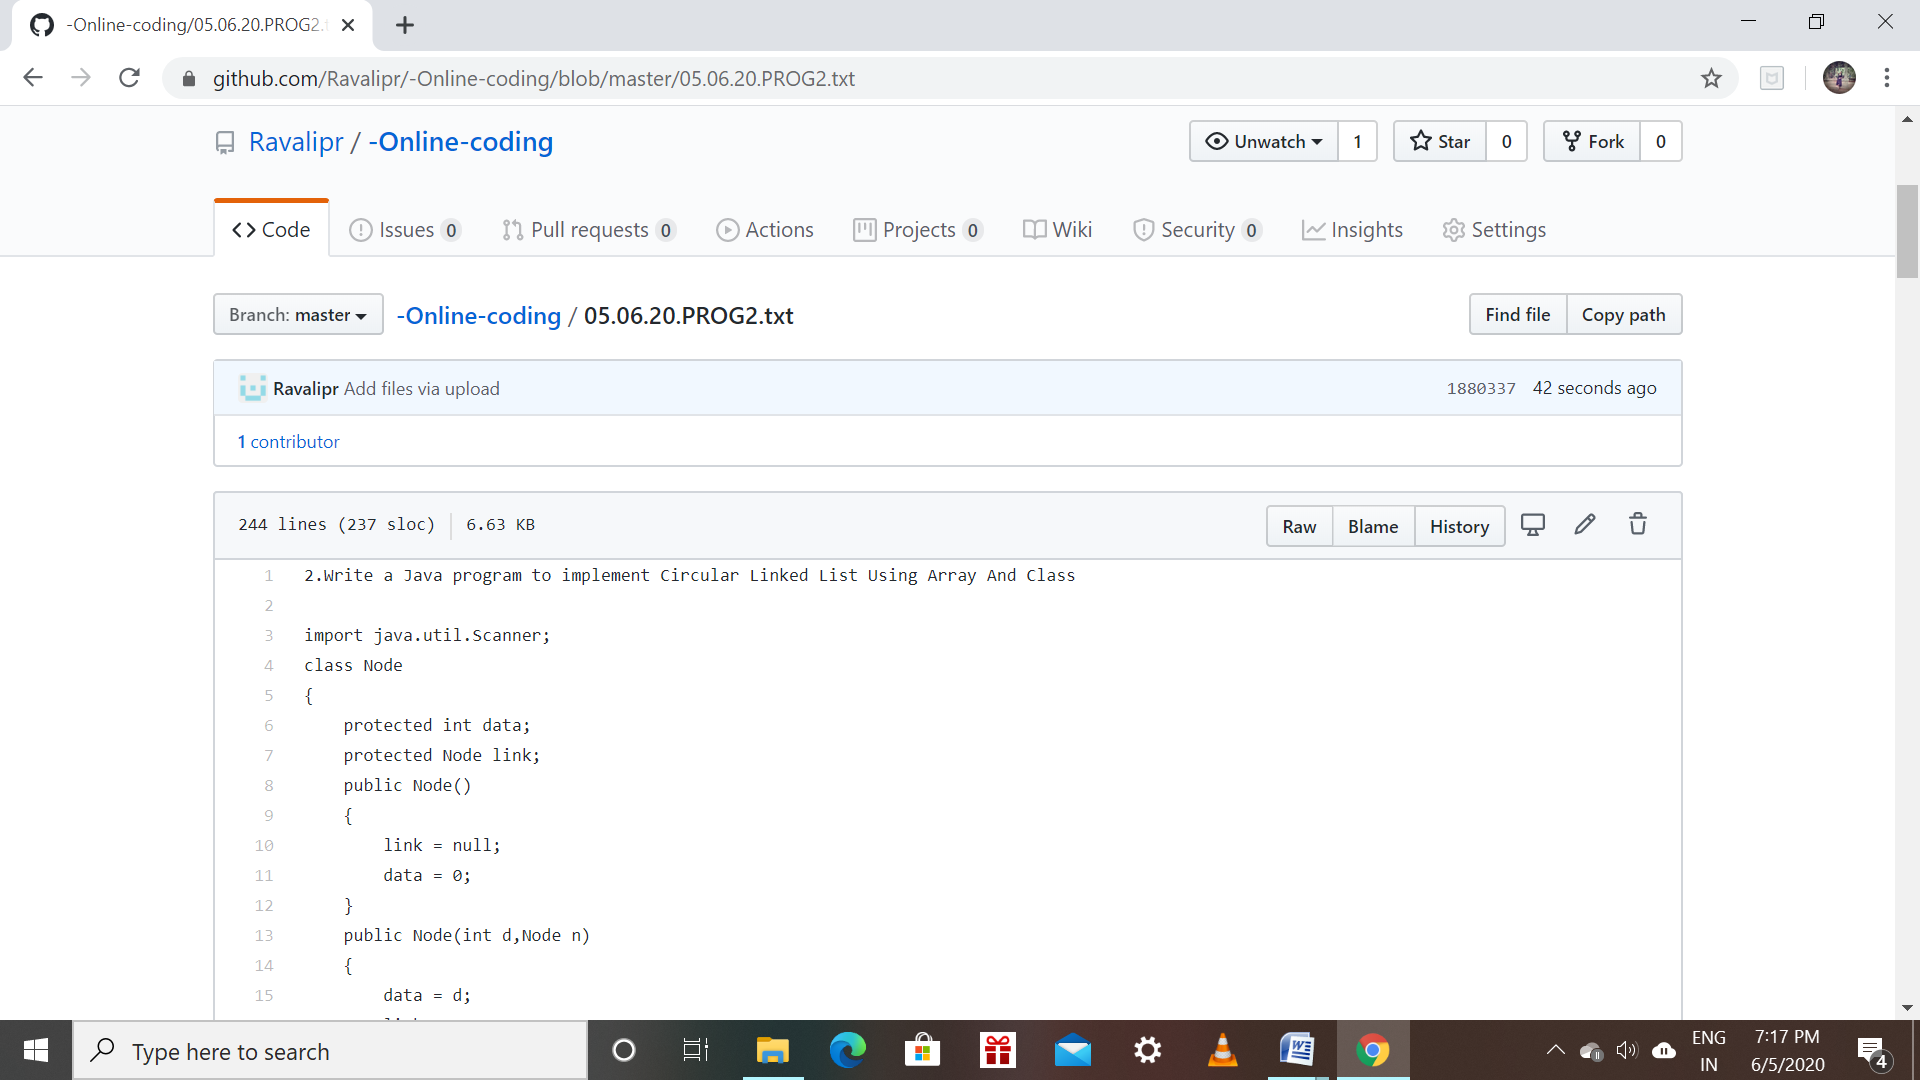 -Online-coding/05.06.20.PROG2.
github.com/Ravalipr/-Online-coding/blob/master/05.06.20.PROG2.txt
Ravalipr / -Online-coding
Unwatch 1 Star 0 Fork 0
Code Issues 0 Pull requests 0 Actions Projects 0 Wiki Security 0 Insights Settings
Branch: master -Online-coding / 05.06.20.PROG2.txt Find file Copy path
Ravalipr Add files via upload 1880337 42 seconds ago
1 contributor
244 lines (237 sloc) 6.63 KB Raw Blame History
1 2.Write a Java program to implement Circular Linked List Using Array And Class
2
3 import java.util.Scanner;
4 class Node
5 {
6 protected int data;
7 protected Node link;
8 public Node()
9 {
10 link = null;
11 data = 0;
12 }
13 public Node(int d,Node n)
14 {
15 data = d;
Type here to search ENG 7:17 PM
IN 6/5/2020 4